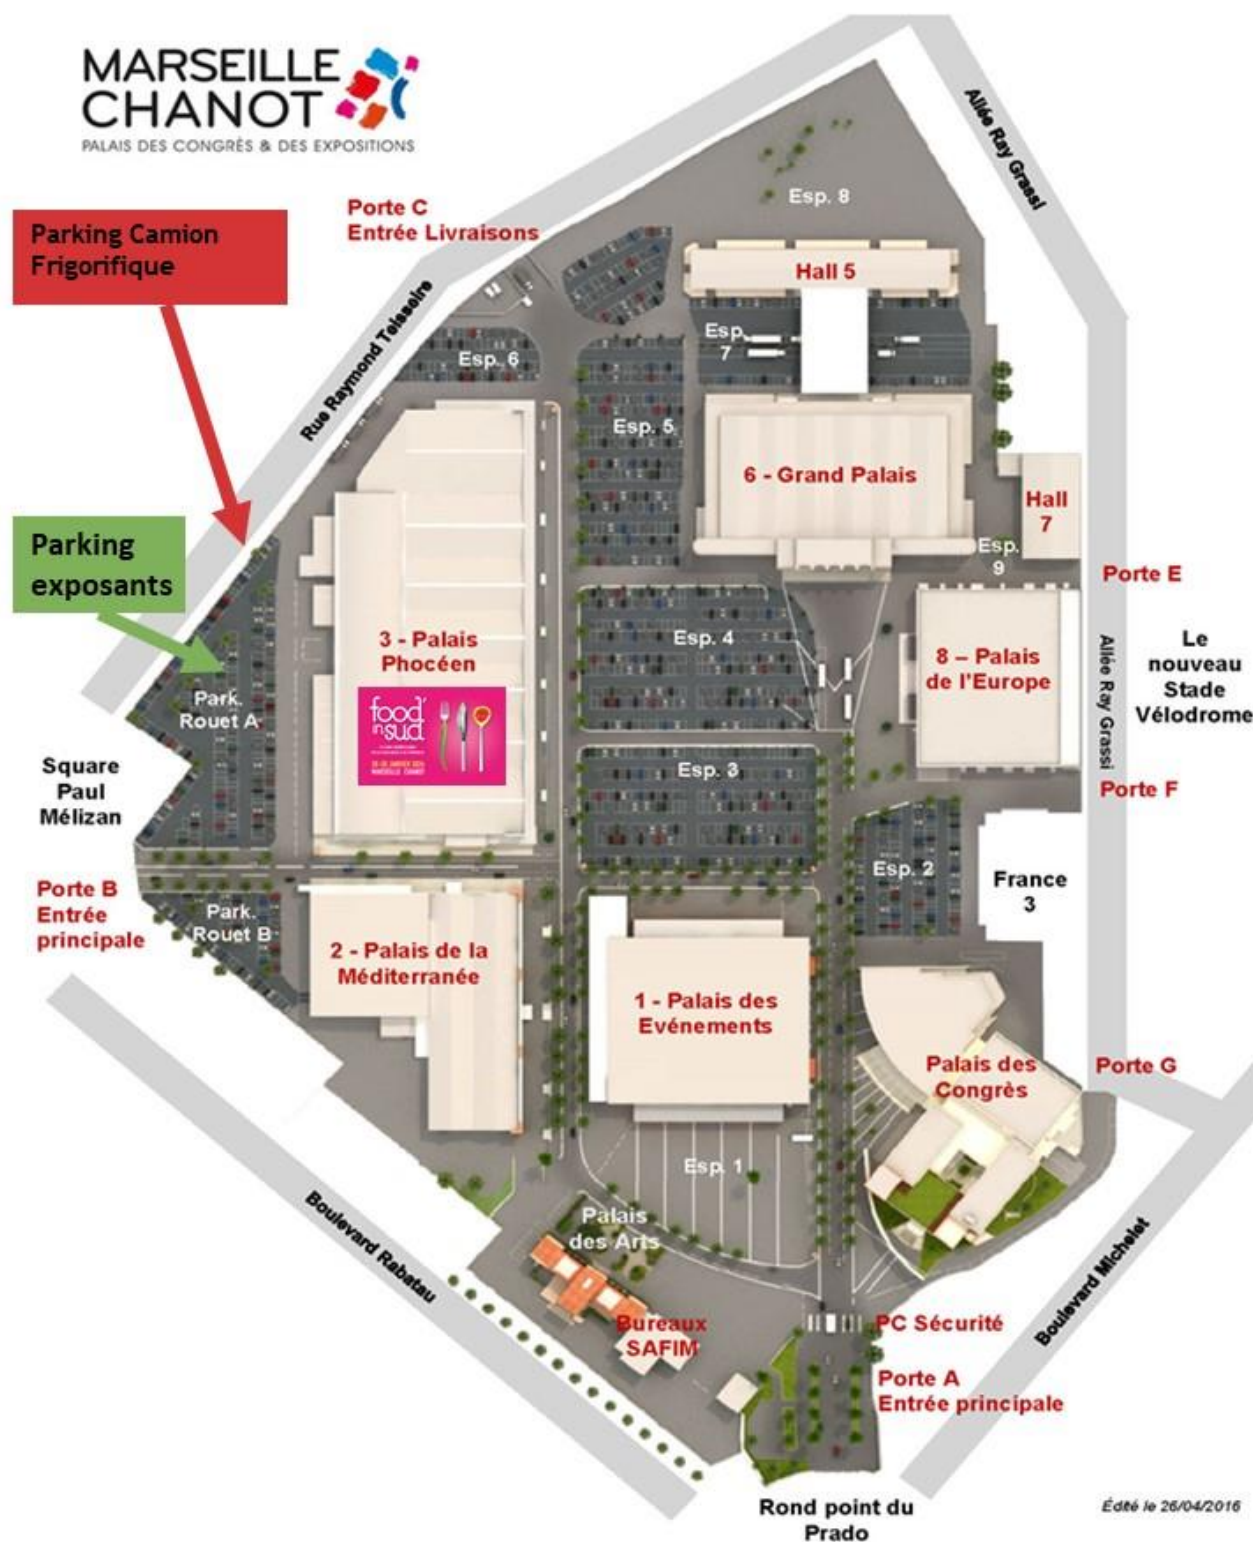 MARSEILLE
CHANOT
PALAIS DES CONGRÈS & DES EXPOSITIONS
Allée Ray Grassi
Esp. 8
Porte C
Entrée Livraisons
Parking Camion
Frigorifique
Hall 5
Rue Raymond Teisseire
Esp.
7
Esp. 6
Esp. 5
6 - Grand Palais
Hall
7
Esp.
9
Parking
exposants
Porte E
3 - Palais
Phocéen
Esp. 4
8 – Palais
de l'Europe
Allée Ray Grassi
Le
nouveau
Stade
Vélodrome
Park.
Rouet A
food'
in sud
MARSEILLE CHANOT
Square
Paul
Mélizan
Esp. 3
Porte F
Esp. 2
France
3
Porte B
Entrée
principale
Park.
Rouet B
2 - Palais de la
Méditerranée
1 - Palais des
Evénements
Palais des
Congrès
Porte G
Esp. 1
Palais
des Arts
Boulevard Rabatau
Boulevard Michelet
Bureaux
SAFIM
PC Sécurité
Porte A
Entrée principale
Rond point du
Prado
Édité le 26/04/2016